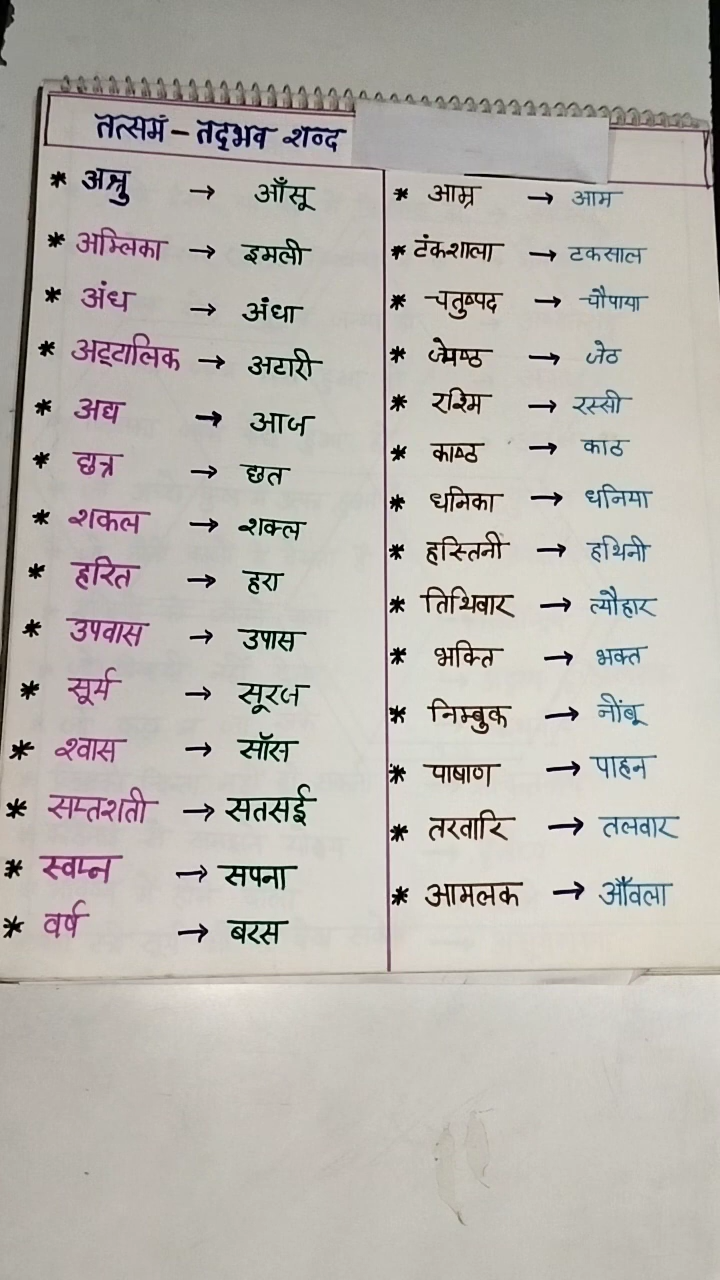 तत्सम – तद्भव शब्द
* अश्रु → आँसू
* अम्लिका → इमली
* अंध → अंधा
* अट्टालिक → अटारी
* अद्य → आज
* छत्र → छत
* शकल → शक्ल
* हरित → हरा
* उपवास → उपास
* सूर्य → सूरज
* श्वास → साँस
* सप्तशती → सतसई
* स्वप्न → सपना
* वर्ष → बरस
* आम्र → आम
* टंकशाला → टकसाल
* चतुष्पद → चौपाया
* ज्येष्ठ → जेठ
* रश्मि → रस्सी
* काष्ठ → काठ
* धनिका → धनिया
* हस्तिनी → हथिनी
* तिथिवार → त्यौहार
* भक्ति → भक्त
* निम्बुक → नींबू
* पाषाण → पाहन
* तरवारि → तलवार
* आमलक → आँवला